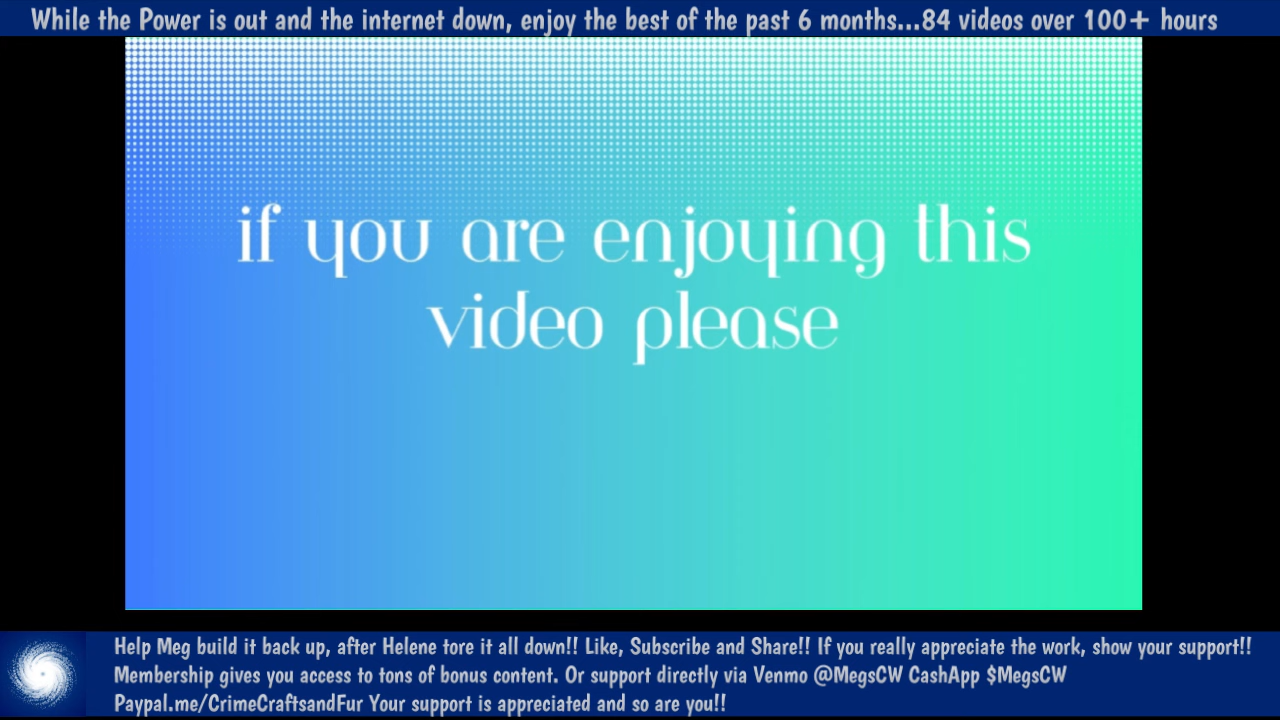 While the Power is out and the internet down, enjoy the best of the past 6 months...84 videos over 100+ hours
if you are enjoying this
video please
Help Meg build it back up, after Helene tore it all down!! Like, Subscribe and Share!! If you really appreciate the work, show your support!!
Membership gives you access to tons of bonus content. Or support directly via Venmo @MegsCW CashApp $MegsCW
Paypal.me/CrimeCraftsandFur Your support is appreciated and so are you!!